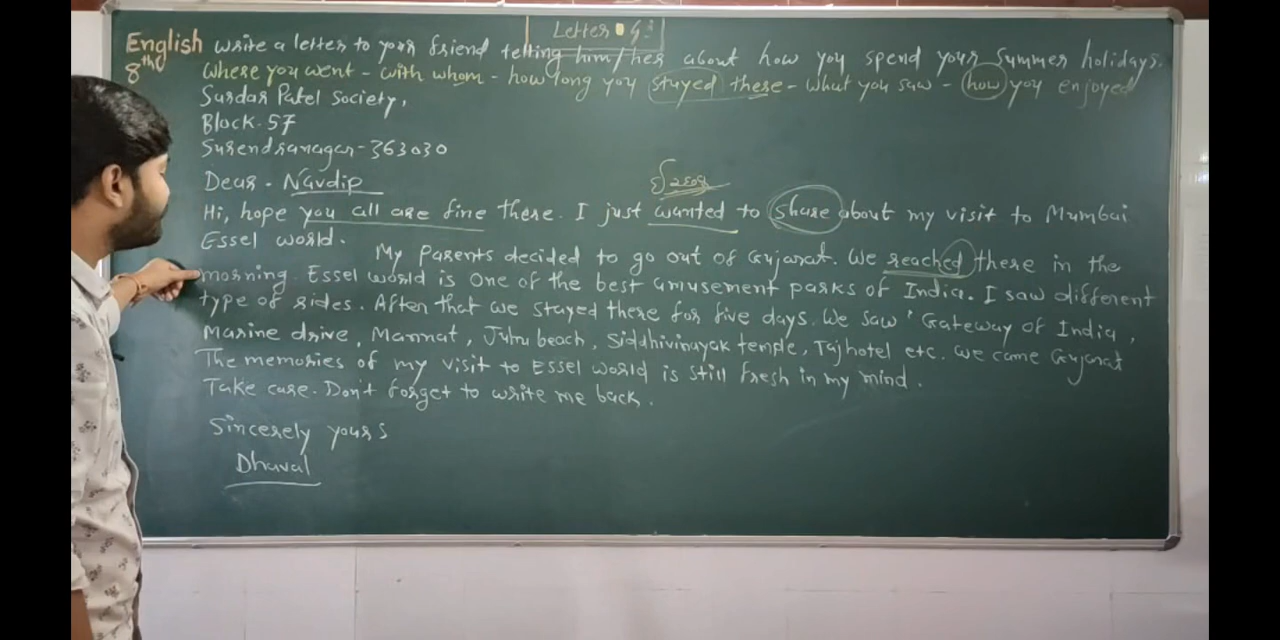 Letter 4:
English write a letter to your friend telling him/her about how you spend your summer holidays.
8th where you went - with whom - how long you stayed there - what you saw - how you enjoyed
Sardar Patel Society,
Block-57
Surendranagar-363030
Dear. Navdip
Hi, hope you all are fine there. I just wanted to share about my visit to Mumbai
Essel world.
My parents decided to go out of Gujarat. We reached there in the
morning. Essel world is one of the best amusement parks of India. I saw different
type of rides. After that we stayed there for five days. We saw 'Gateway of India,
Marine drive, Mannat, Juhu beach, Siddhivinayak temple, Taj hotel etc. We came Gujarat
The memories of my visit to Essel world is still fresh in my mind.
Take care. Don't forget to write me back.
Sincerely yours
Dhaval